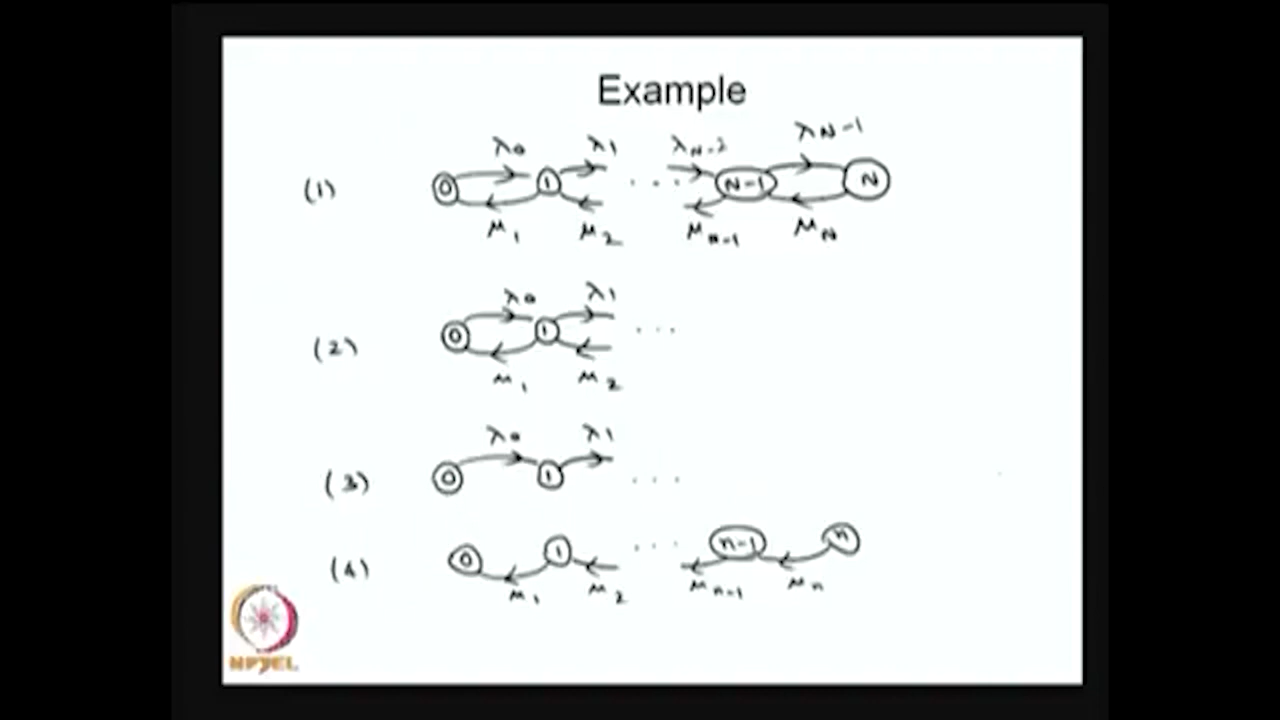 Example
λ0 λ1 λN-2 λN-1
(1) 0 1 ... N-1 N
μ1 μ2 μn-1 μN
λ0 λ1
(2) 0 1 ...
μ1 μ2
λ0 λ1
(3) 0 1 ...
(4) 0 1 ... n-1 n
μ1 μ2 μn-1 μn
NPTEL